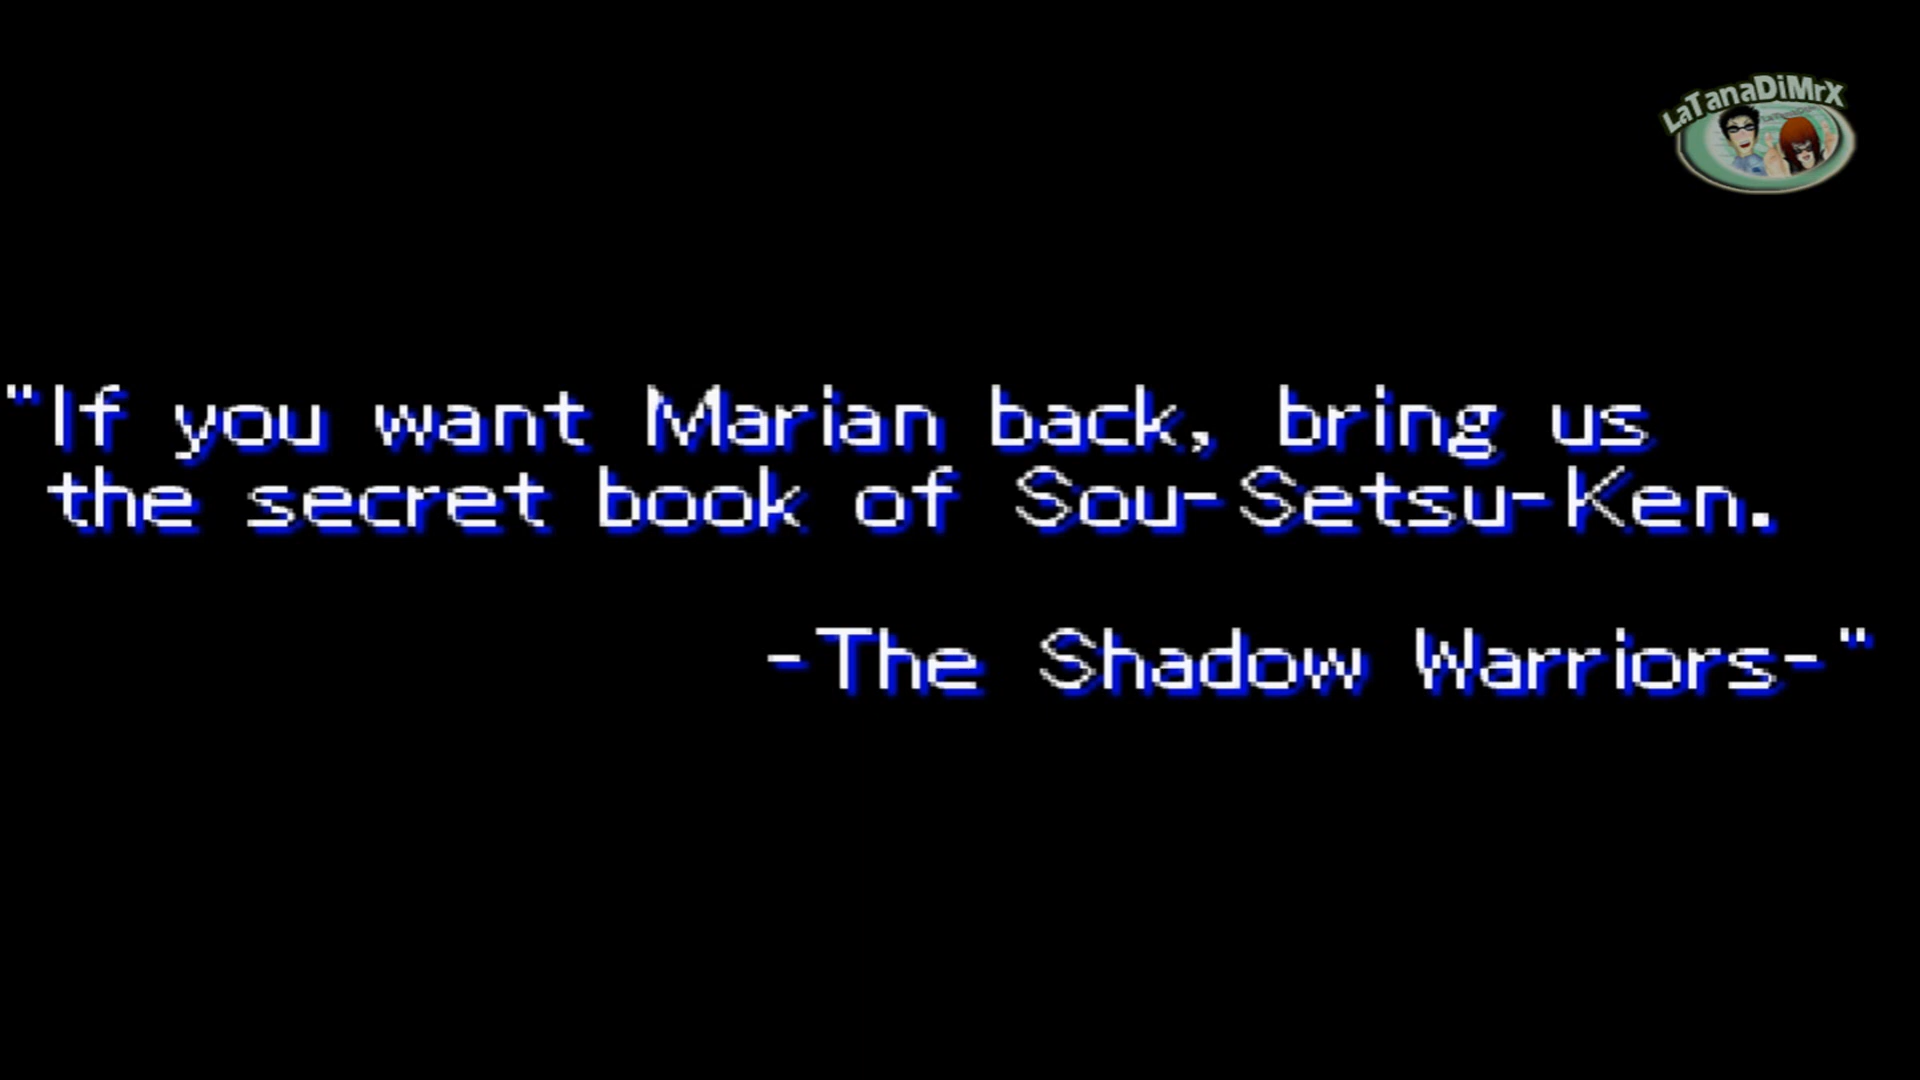 LaTanaDiMrX
"If you want Marian back, bring us
the secret book of Sou-Setsu-Ken.
-The Shadow Warriors-"